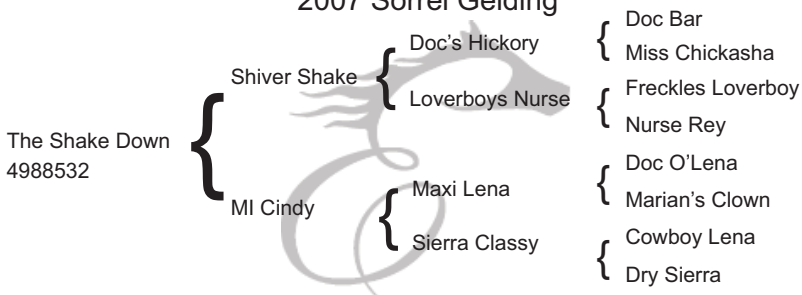 2007 Sorrel Gelding
Doc Bar
Doc's Hickory
Miss Chickasha
Shiver Shake
Freckles Loverboy
Loverboys Nurse
Nurse Rey
The Shake Down
4988532
Doc O'Lena
Maxi Lena
Marian's Clown
MI Cindy
Cowboy Lena
Sierra Classy
Dry Sierra